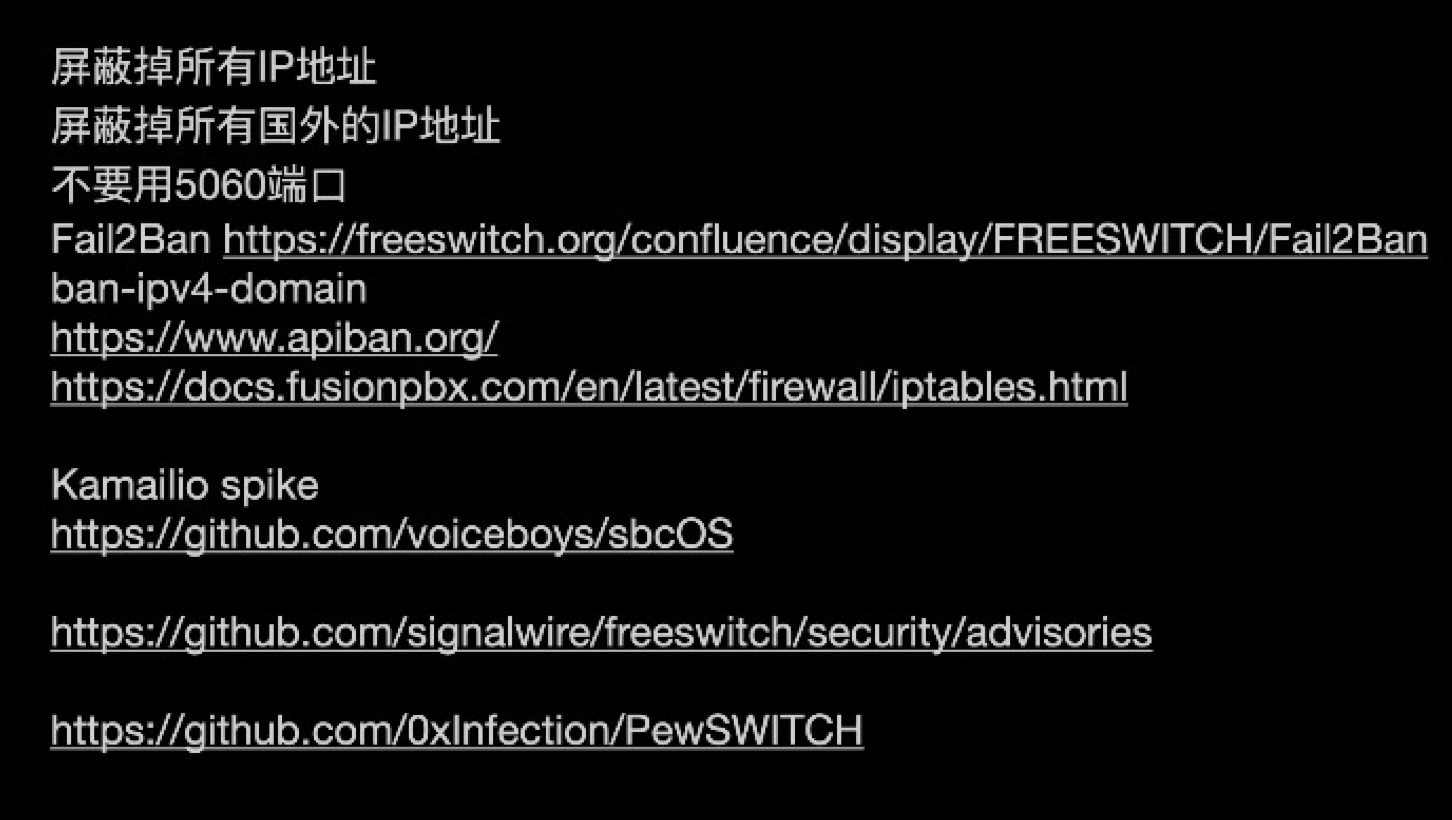 屏蔽掉所有IP地址
屏蔽掉所有国外的IP地址
不要用5060端口
Fail2Ban https://freeswitch.org/confluence/display/FREESWITCH/Fail2Ban
ban-ipv4-domain
https://www.apiban.org/
https://docs.fusionpbx.com/en/latest/firewall/iptables.html
Kamailio spike
https://github.com/voiceboys/sbcOS
https://github.com/signalwire/freeswitch/security/advisories
https://github.com/0xInfection/PewSWITCH